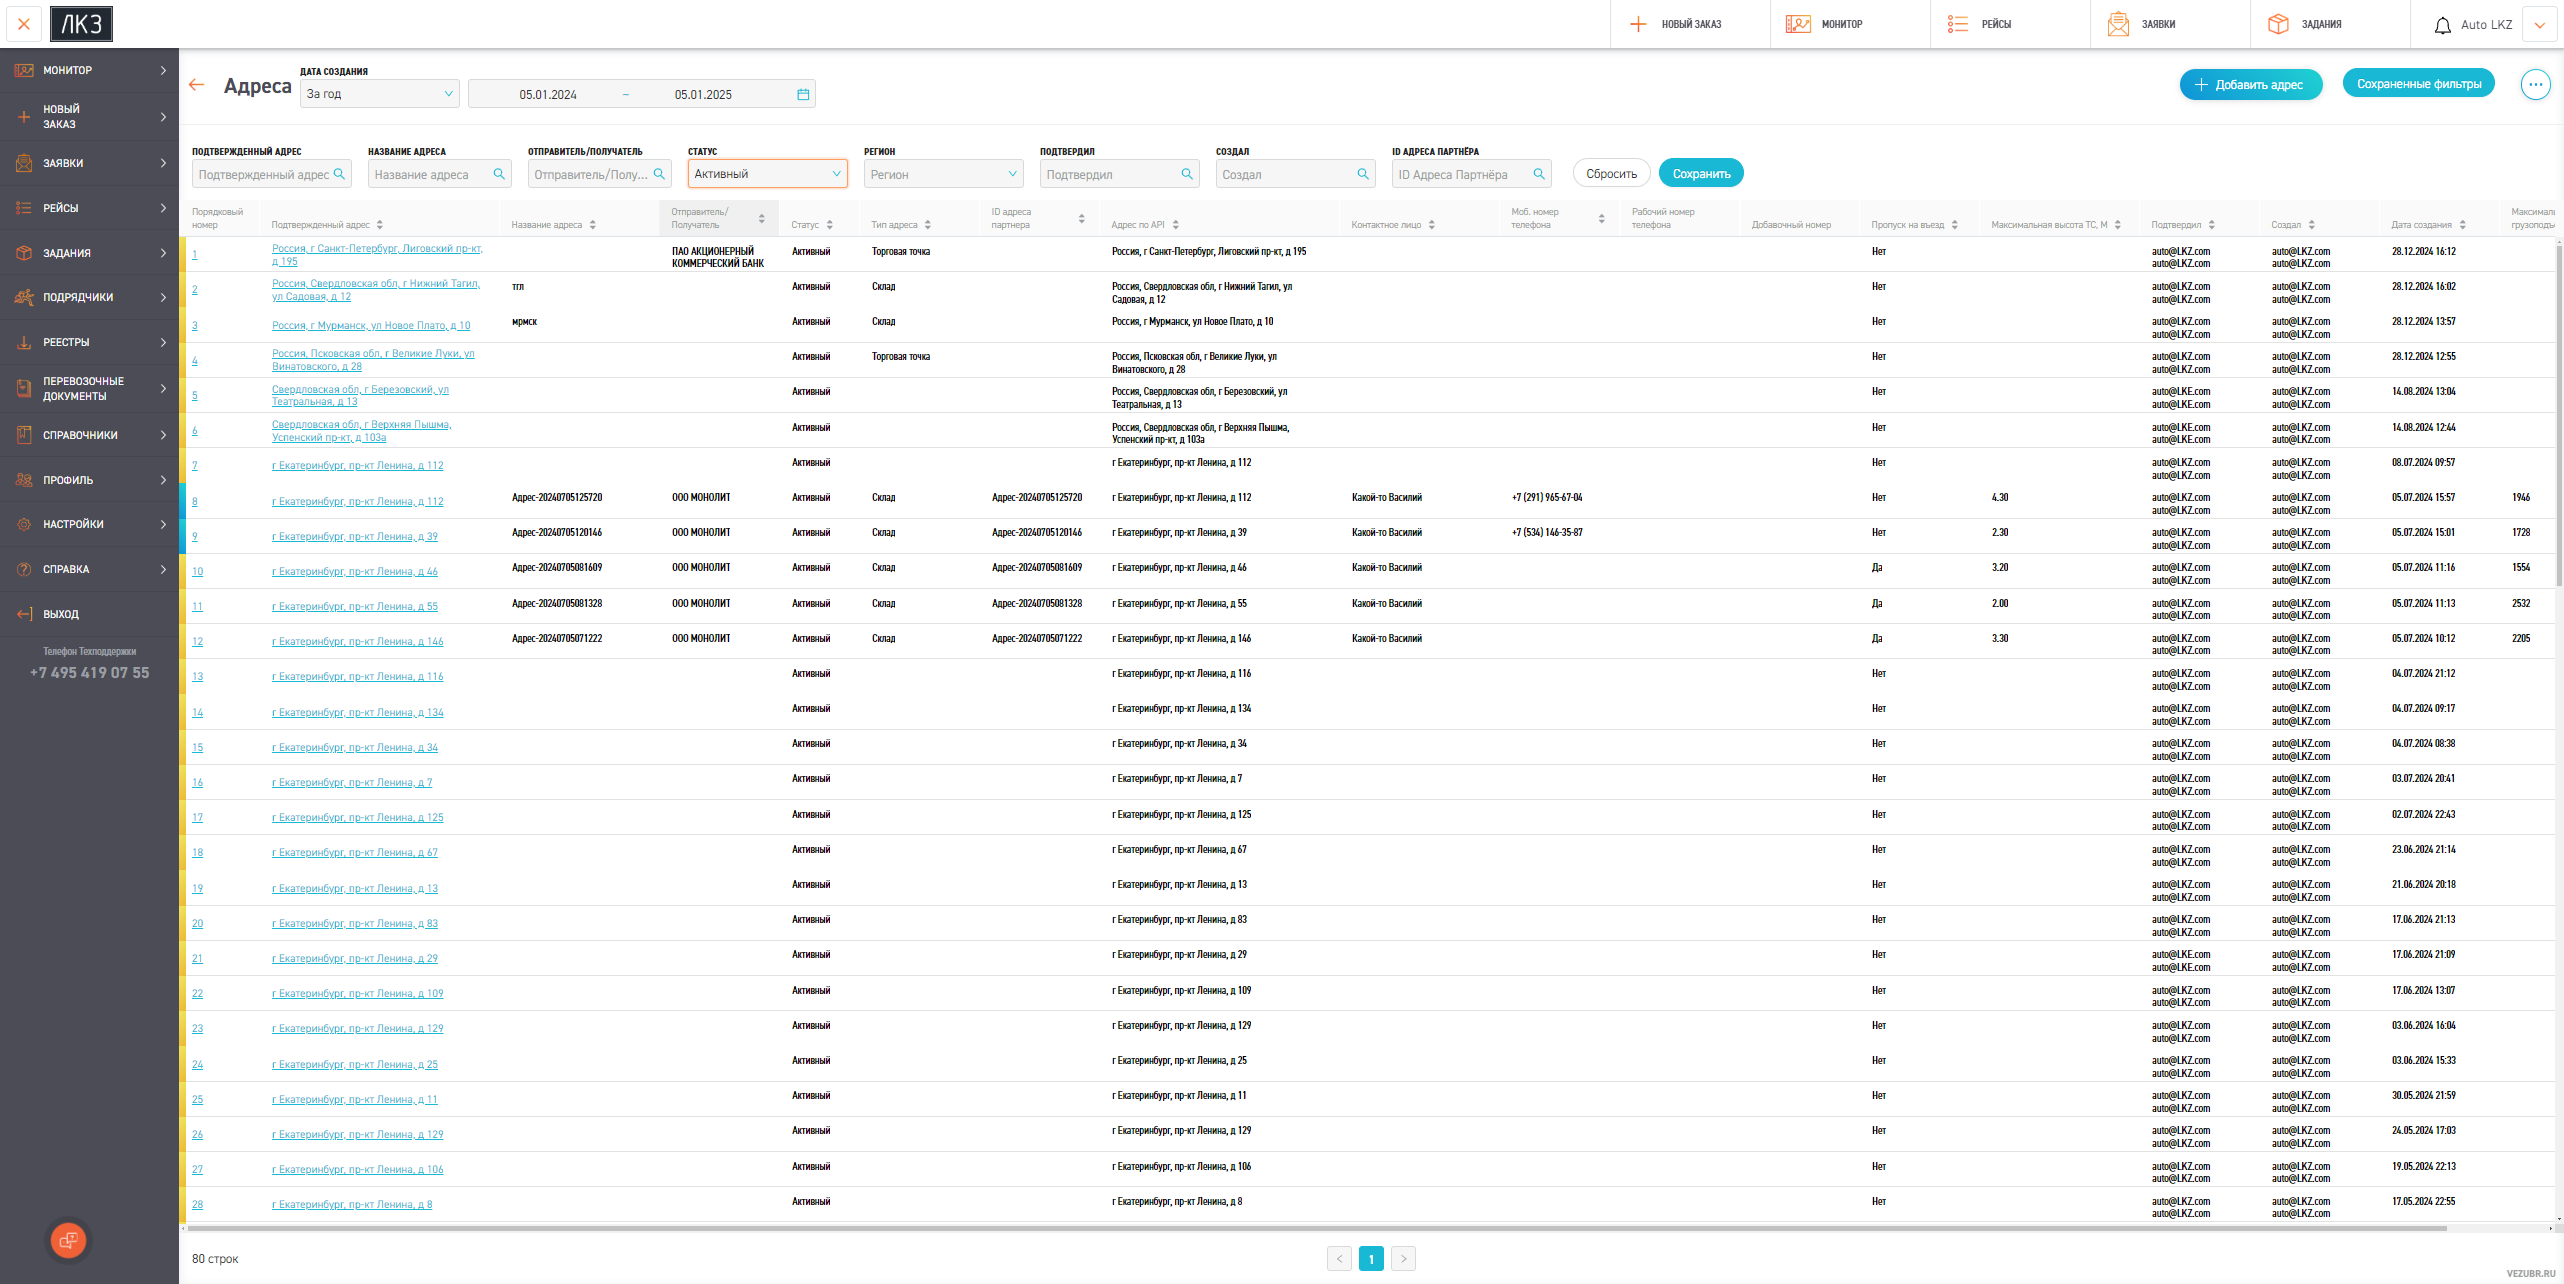 ЛКЗ
НОВЫЙ ЗАКАЗ
МОНИТОР
РЕЙСЫ
ЗАЯВКИ
ЗАДАНИЯ
Auto LKZ
МОНИТОР
НОВЫЙ
ЗАКАЗ
ЗАЯВКИ
РЕЙСЫ
ЗАДАНИЯ
ПОДРЯДЧИКИ
РЕЕСТРЫ
ПЕРЕВОЗОЧНЫЕ
ДОКУМЕНТЫ
СПРАВОЧНИКИ
ПРОФИЛЬ
НАСТРОЙКИ
СПРАВКА
ВЫХОД
Телефон Техподдержки
+7 495 419 07 55
Адреса
ДАТА СОЗДАНИЯ
За год
05.01.2024 ~ 05.01.2025
+ Добавить адрес
Сохраненные фильтры
ПОДТВЕРЖДЕННЫЙ АДРЕС НАЗВАНИЕ АДРЕСА ОТПРАВИТЕЛЬ/ПОЛУЧАТЕЛЬ СТАТУС РЕГИОН ПОДТВЕРДИЛ СОЗДАЛ ID АДРЕСА ПАРТНЁРА
Подтвержденный адрес Название адреса Отправитель/Полу... Активный Регион Подтвердил Создал ID Адреса Партнёра Сбросить Сохранить
Порядковый номер Подтвержденный адрес Название адреса Отправитель/ Получатель Статус Тип адреса ID адреса партнера Адрес по API Контактное лицо Моб. номер телефона Рабочий номер телефона Добавочный номер Пропуск на въезд Максимальная высота ТС, М Подтвердил Создал Дата создания
1 Россия, г Санкт-Петербург, Лиговский пр-кт, д 195 ПАО АКЦИОНЕРНЫЙ КОММЕРЧЕСКИЙ БАНК Активный Торговая точка Россия, г Санкт-Петербург, Лиговский пр-кт, д 195 Нет auto@LKZ.com auto@LKZ.com 28.12.2024 16:12
auto@LKZ.com auto@LKZ.com
2 Россия, Свердловская обл, г Нижний Тагил, ул Садовая, д 12 тгл Активный Склад Россия, Свердловская обл, г Нижний Тагил, ул Садовая, д 12 Нет auto@LKZ.com auto@LKZ.com 28.12.2024 16:02
auto@LKZ.com auto@LKZ.com
3 Россия, г Мурманск, ул Новое Плато, д 10 мрмск Активный Склад Россия, г Мурманск, ул Новое Плато, д 10 Нет auto@LKZ.com auto@LKZ.com 28.12.2024 13:57
auto@LKZ.com auto@LKZ.com
4 Россия, Псковская обл, г Великие Луки, ул Винатовского, д 28 Активный Торговая точка Россия, Псковская обл, г Великие Луки, ул Винатовского, д 28 Нет auto@LKZ.com auto@LKZ.com 28.12.2024 12:55
auto@LKZ.com auto@LKZ.com
5 Свердловская обл, г Березовский, ул Театральная, д 13 Активный Россия, Свердловская обл, г Березовский, ул Театральная, д 13 Нет auto@LKE.com auto@LKZ.com 14.08.2024 13:04
auto@LKE.com auto@LKZ.com
6 Свердловская обл, г Верхняя Пышма, Успенский пр-кт, д 103а Активный Россия, Свердловская обл, г Верхняя Пышма, Успенский пр-кт, д 103а Нет auto@LKE.com auto@LKZ.com 14.08.2024 12:44
auto@LKE.com auto@LKZ.com
7 г Екатеринбург, пр-кт Ленина, д 112 Активный г Екатеринбург, пр-кт Ленина, д 112 Нет auto@LKZ.com auto@LKZ.com 08.07.2024 09:57
auto@LKZ.com auto@LKZ.com
8 г Екатеринбург, пр-кт Ленина, д 112 Адрес-20240705125720 ООО МОНОЛИТ Активный Склад Адрес-20240705125720 г Екатеринбург, пр-кт Ленина, д 112 Какой-то Василий +7 (291) 965-67-04 Нет 4.30 auto@LKZ.com auto@LKZ.com 05.07.2024 15:57 1946
auto@LKZ.com auto@LKZ.com
9 г Екатеринбург, пр-кт Ленина, д 39 Адрес-20240705120146 ООО МОНОЛИТ Активный Склад Адрес-20240705120146 г Екатеринбург, пр-кт Ленина, д 39 Какой-то Василий +7 (534) 146-35-87 Нет 2.30 auto@LKZ.com auto@LKZ.com 05.07.2024 15:01 1728
auto@LKZ.com auto@LKZ.com
10 г Екатеринбург, пр-кт Ленина, д 46 Адрес-20240705081609 ООО МОНОЛИТ Активный Склад Адрес-20240705081609 г Екатеринбург, пр-кт Ленина, д 46 Какой-то Василий Да 3.20 auto@LKZ.com auto@LKZ.com 05.07.2024 11:16 1554
auto@LKZ.com auto@LKZ.com
11 г Екатеринбург, пр-кт Ленина, д 55 Адрес-20240705081328 ООО МОНОЛИТ Активный Склад Адрес-20240705081328 г Екатеринбург, пр-кт Ленина, д 55 Какой-то Василий Да 2.00 auto@LKZ.com auto@LKZ.com 05.07.2024 11:13 2532
auto@LKZ.com auto@LKZ.com
12 г Екатеринбург, пр-кт Ленина, д 146 Адрес-20240705071222 ООО МОНОЛИТ Активный Склад Адрес-20240705071222 г Екатеринбург, пр-кт Ленина, д 146 Какой-то Василий Да 3.30 auto@LKZ.com auto@LKZ.com 05.07.2024 10:12 2205
auto@LKZ.com auto@LKZ.com
13 г Екатеринбург, пр-кт Ленина, д 116 Активный г Екатеринбург, пр-кт Ленина, д 116 Нет auto@LKZ.com auto@LKZ.com 04.07.2024 21:12
auto@LKZ.com auto@LKZ.com
14 г Екатеринбург, пр-кт Ленина, д 134 Активный г Екатеринбург, пр-кт Ленина, д 134 Нет auto@LKZ.com auto@LKZ.com 04.07.2024 09:17
auto@LKZ.com auto@LKZ.com
15 г Екатеринбург, пр-кт Ленина, д 34 Активный г Екатеринбург, пр-кт Ленина, д 34 Нет auto@LKZ.com auto@LKZ.com 04.07.2024 08:38
auto@LKZ.com auto@LKZ.com
16 г Екатеринбург, пр-кт Ленина, д 7 Активный г Екатеринбург, пр-кт Ленина, д 7 Нет auto@LKZ.com auto@LKZ.com 03.07.2024 20:41
auto@LKZ.com auto@LKZ.com
17 г Екатеринбург, пр-кт Ленина, д 125 Активный г Екатеринбург, пр-кт Ленина, д 125 Нет auto@LKZ.com auto@LKZ.com 02.07.2024 22:43
auto@LKZ.com auto@LKZ.com
18 г Екатеринбург, пр-кт Ленина, д 67 Активный г Екатеринбург, пр-кт Ленина, д 67 Нет auto@LKZ.com auto@LKZ.com 23.06.2024 21:14
auto@LKZ.com auto@LKZ.com
19 г Екатеринбург, пр-кт Ленина, д 13 Активный г Екатеринбург, пр-кт Ленина, д 13 Нет auto@LKZ.com auto@LKZ.com 21.06.2024 20:18
auto@LKZ.com auto@LKZ.com
20 г Екатеринбург, пр-кт Ленина, д 83 Активный г Екатеринбург, пр-кт Ленина, д 83 Нет auto@LKZ.com auto@LKZ.com 17.06.2024 21:13
auto@LKZ.com auto@LKZ.com
21 г Екатеринбург, пр-кт Ленина, д 29 Активный г Екатеринбург, пр-кт Ленина, д 29 Нет auto@LKE.com auto@LKZ.com 17.06.2024 21:09
auto@LKE.com auto@LKZ.com
22 г Екатеринбург, пр-кт Ленина, д 109 Активный г Екатеринбург, пр-кт Ленина, д 109 Нет auto@LKZ.com auto@LKZ.com 17.06.2024 13:07
auto@LKZ.com auto@LKZ.com
23 г Екатеринбург, пр-кт Ленина, д 129 Активный г Екатеринбург, пр-кт Ленина, д 129 Нет auto@LKZ.com auto@LKZ.com 03.06.2024 16:04
auto@LKZ.com auto@LKZ.com
24 г Екатеринбург, пр-кт Ленина, д 25 Активный г Екатеринбург, пр-кт Ленина, д 25 Нет auto@LKZ.com auto@LKZ.com 03.06.2024 15:33
auto@LKZ.com auto@LKZ.com
25 г Екатеринбург, пр-кт Ленина, д 11 Активный г Екатеринбург, пр-кт Ленина, д 11 Нет auto@LKZ.com auto@LKZ.com 30.05.2024 21:59
auto@LKZ.com auto@LKZ.com
26 г Екатеринбург, пр-кт Ленина, д 129 Активный г Екатеринбург, пр-кт Ленина, д 129 Нет auto@LKZ.com auto@LKZ.com 24.05.2024 17:03
auto@LKZ.com auto@LKZ.com
27 г Екатеринбург, пр-кт Ленина, д 106 Активный г Екатеринбург, пр-кт Ленина, д 106 Нет auto@LKZ.com auto@LKZ.com 19.05.2024 22:13
auto@LKZ.com auto@LKZ.com
28 г Екатеринбург, пр-кт Ленина, д 8 Активный г Екатеринбург, пр-кт Ленина, д 8 Нет auto@LKZ.com auto@LKZ.com 17.05.2024 22:55
auto@LKZ.com auto@LKZ.com
80 строк
< 1 >
VEZUBR.RU